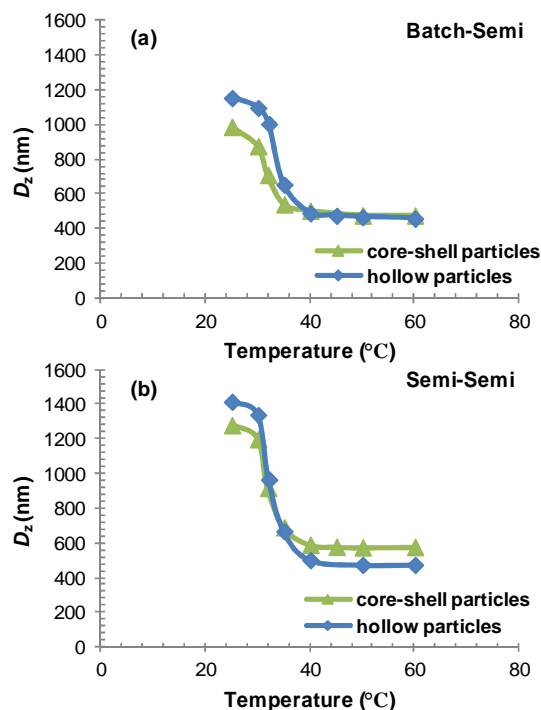 (a)
Batch-Semi
1600
1400
1200
1000
800
600
400
200
0
D_z (nm)
core-shell particles
hollow particles
0 20 40 60 80
Temperature (°C)
(b)
Semi-Semi
1600
1400
1200
1000
800
600
400
200
0
D_z (nm)
core-shell particles
hollow particles
0 20 40 60 80
Temperature (°C)